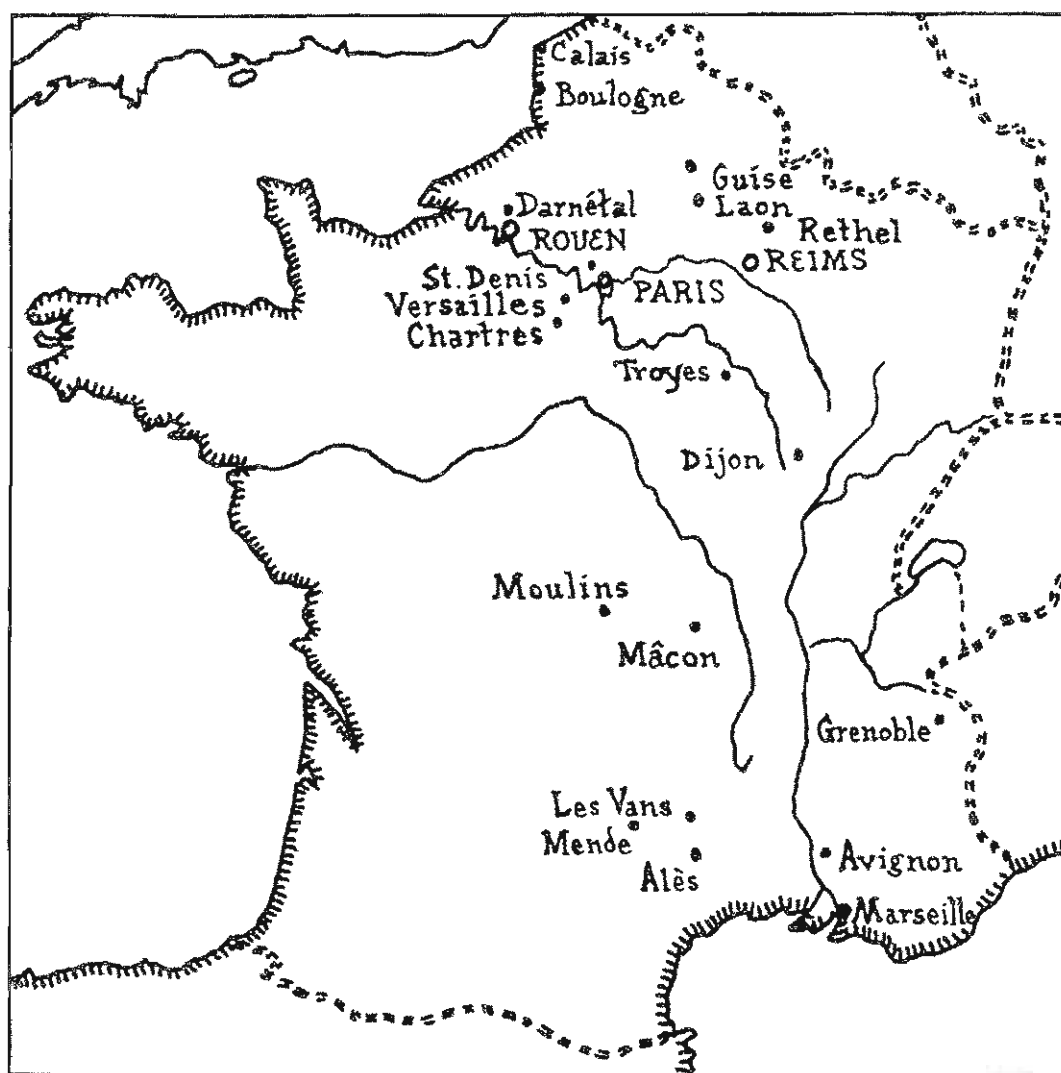 Calais
Boulogne
Guise
Laon
Darnétal
Rethel
ROUEN
REIMS
St. Denis
PARIS
Versailles
Chartres
Troyes
Dijon
Moulins
Mâcon
Grenoble
Les Vans
Mende
Avignon
Alès
Marseille